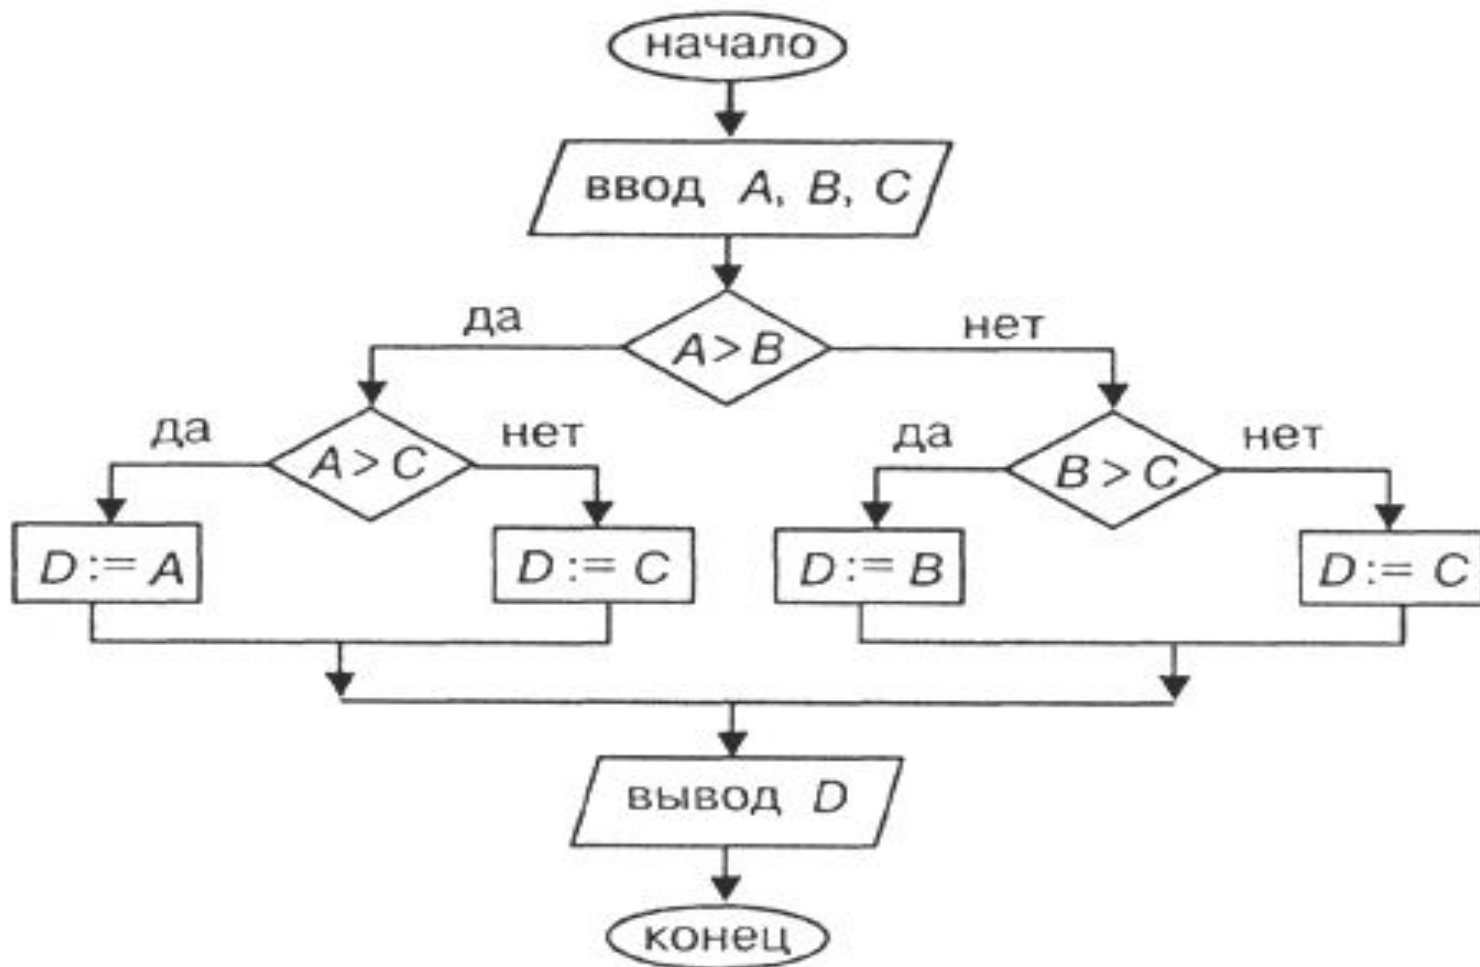 начало
ввод A, B, C
да
A > B
нет
да
A > C
нет
да
B > C
нет
D := A
D := C
D := B
D := C
вывод D
конец